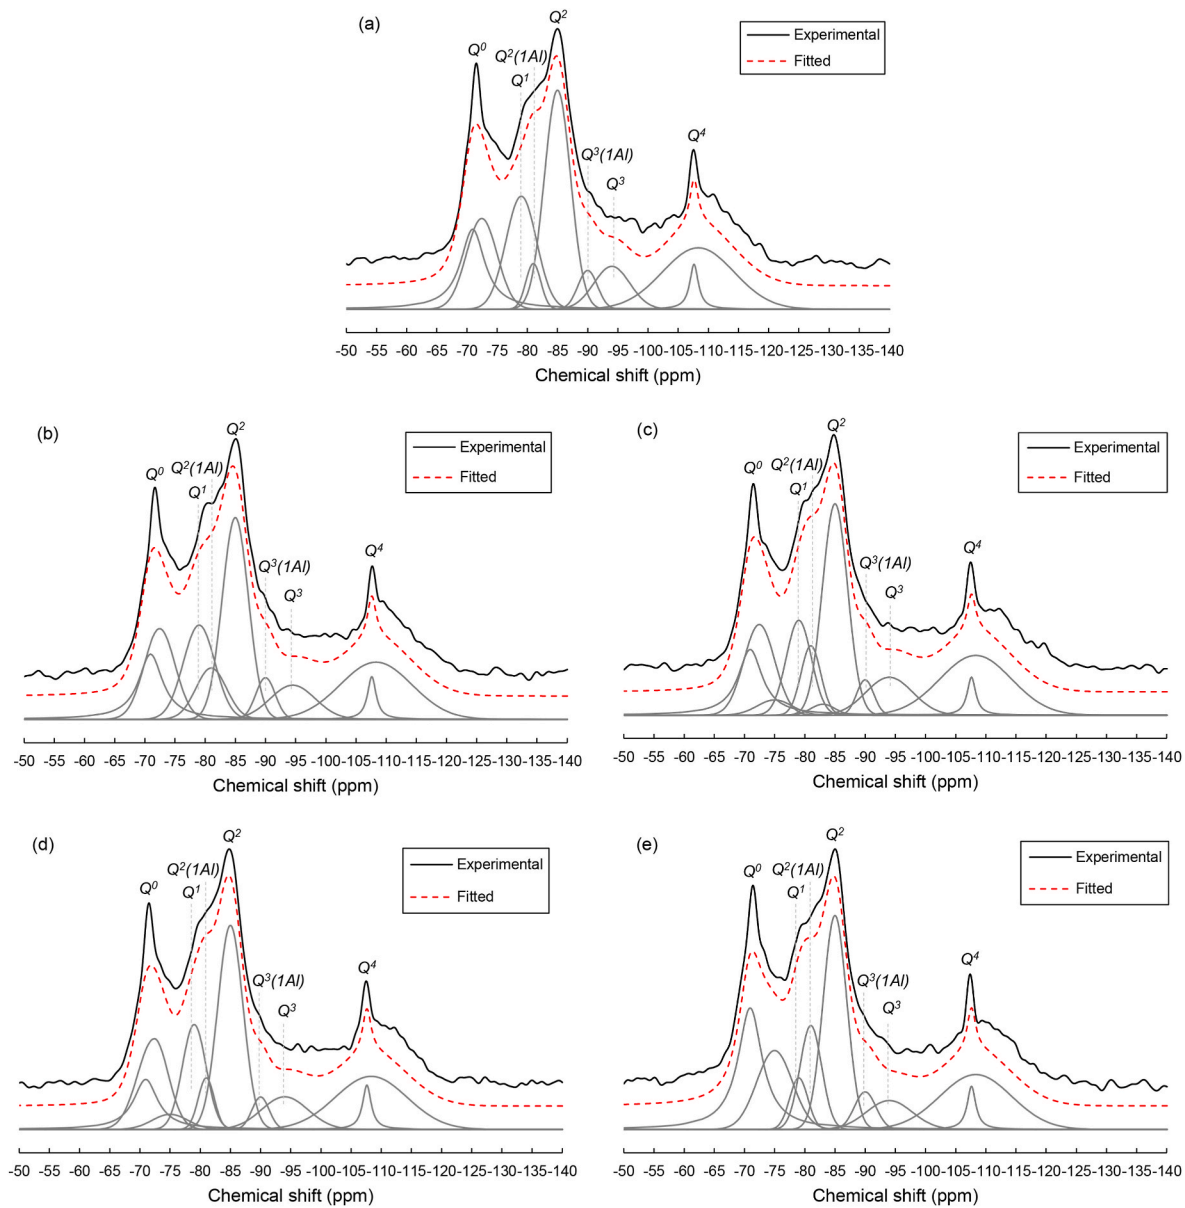 (a)
Q²
Q⁰
Q²(1Al)
Q¹
Q³(1Al)
Q³
Q⁴
Experimental
Fitted
-50 -55 -60 -65 -70 -75 -80 -85 -90 -95 -100 -105 -110 -115 -120 -125 -130 -135 -140
Chemical shift (ppm)
(b)
Q²
Q⁰
Q²(1Al)
Q¹
Q³(1Al)
Q³
Q⁴
Experimental
Fitted
-50 -55 -60 -65 -70 -75 -80 -85 -90 -95 -100 -105 -110 -115 -120 -125 -130 -135 -140
Chemical shift (ppm)
(c)
Q²
Q⁰
Q²(1Al)
Q¹
Q³(1Al)
Q³
Q⁴
Experimental
Fitted
-50 -55 -60 -65 -70 -75 -80 -85 -90 -95 -100 -105 -110 -115 -120 -125 -130 -135 -140
Chemical shift (ppm)
(d)
Q²
Q⁰
Q²(1Al)
Q¹
Q³(1Al)
Q³
Q⁴
Experimental
Fitted
-50 -55 -60 -65 -70 -75 -80 -85 -90 -95 -100 -105 -110 -115 -120 -125 -130 -135 -140
Chemical shift (ppm)
(e)
Q²
Q⁰
Q²(1Al)
Q¹
Q³(1Al)
Q³
Q⁴
Experimental
Fitted
-50 -55 -60 -65 -70 -75 -80 -85 -90 -95 -100 -105 -110 -115 -120 -125 -130 -135 -140
Chemical shift (ppm)